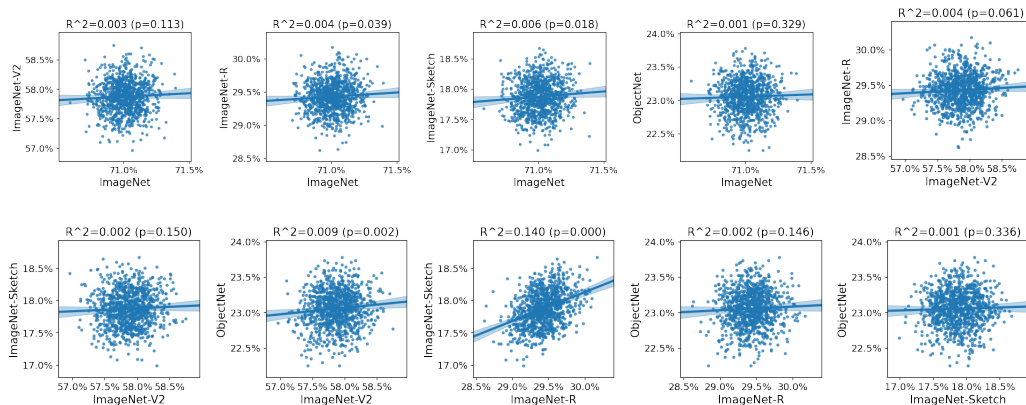 R^2=0.003 (p=0.113)
ImageNet-V2
58.5%
58.0%
57.5%
57.0%
71.0%
71.5%
ImageNet
R^2=0.004 (p=0.039)
ImageNet-R
30.0%
29.5%
29.0%
28.5%
71.0%
71.5%
ImageNet
R^2=0.006 (p=0.018)
ImageNet-Sketch
18.5%
18.0%
17.5%
17.0%
71.0%
71.5%
ImageNet
R^2=0.001 (p=0.329)
ObjectNet
24.0%
23.5%
23.0%
22.5%
71.0%
71.5%
ImageNet
R^2=0.004 (p=0.061)
ImageNet-R
30.0%
29.5%
29.0%
28.5%
57.0% 57.5% 58.0% 58.5%
ImageNet-V2
R^2=0.002 (p=0.150)
ImageNet-Sketch
18.5%
18.0%
17.5%
17.0%
57.0% 57.5% 58.0% 58.5%
ImageNet-V2
R^2=0.009 (p=0.002)
ObjectNet
24.0%
23.5%
23.0%
22.5%
57.0% 57.5% 58.0% 58.5%
ImageNet-V2
R^2=0.140 (p=0.000)
ImageNet-Sketch
18.5%
18.0%
17.5%
17.0%
28.5% 29.0% 29.5% 30.0%
ImageNet-R
R^2=0.002 (p=0.146)
ObjectNet
24.0%
23.5%
23.0%
22.5%
28.5% 29.0% 29.5% 30.0%
ImageNet-R
R^2=0.001 (p=0.336)
ObjectNet
24.0%
23.5%
23.0%
22.5%
17.0% 17.5% 18.0% 18.5%
ImageNet-Sketch